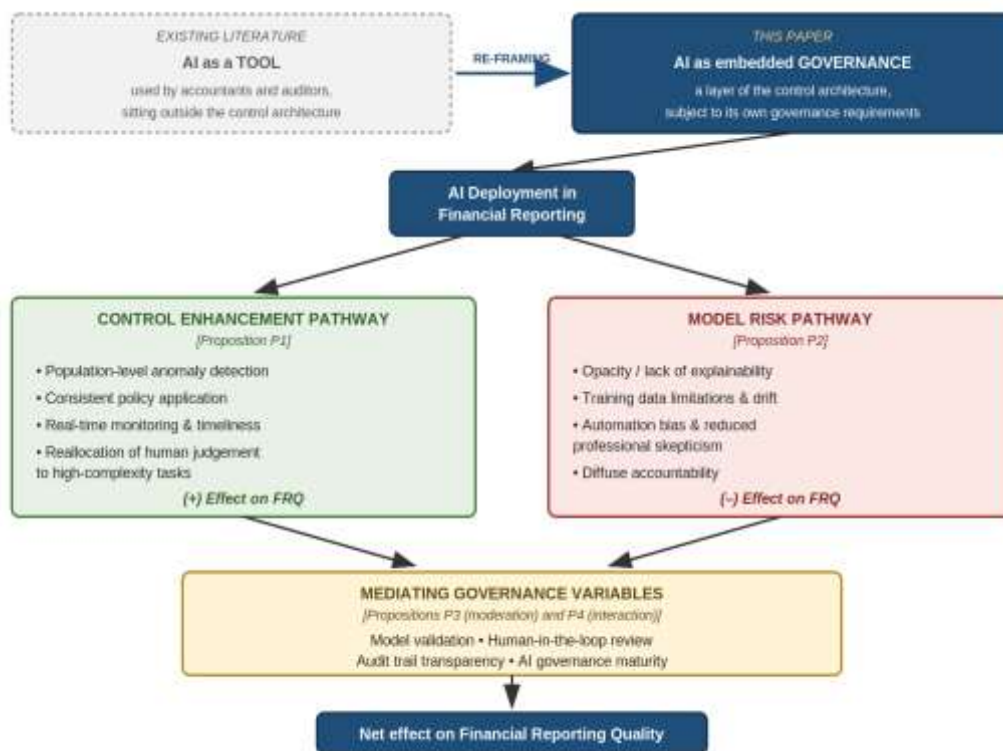 EXISTING LITERATURE
AI as a TOOL
used by accountants and auditors,
sitting outside the control architecture
RE-FRAMING
THIS PAPER
AI as embedded GOVERNANCE
a layer of the control architecture,
subject to its own governance requirements
AI Deployment in
Financial Reporting
CONTROL ENHANCEMENT PATHWAY
[Proposition P1]
• Population-level anomaly detection
• Consistent policy application
• Real-time monitoring & timeliness
• Reallocation of human judgement
to high-complexity tasks
(+) Effect on FRQ
MODEL RISK PATHWAY
[Proposition P2]
• Opacity / lack of explainability
• Training data limitations & drift
• Automation bias & reduced
professional skepticism
• Diffuse accountability
(–) Effect on FRQ
MEDIATING GOVERNANCE VARIABLES
[Propositions P3 (moderation) and P4 (interaction)]
Model validation • Human-in-the-loop review
Audit trail transparency • AI governance maturity
Net effect on Financial Reporting Quality